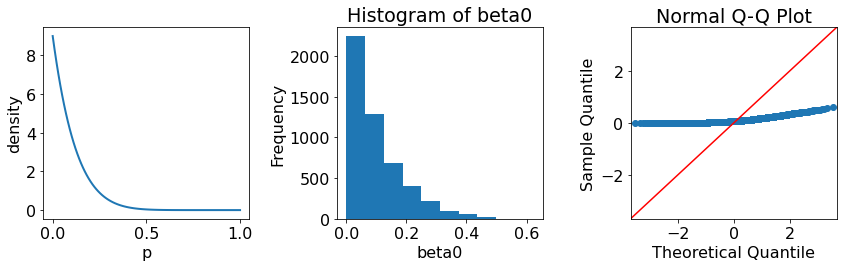 density
8
6
4
2
0
0.0
0.5
1.0
p
Histogram of beta0
Frequency
2000
1500
1000
500
0
0.0
0.2
0.4
0.6
beta0
Normal Q-Q Plot
Sample Quantile
2
0
−2
−2
0
2
Theoretical Quantile